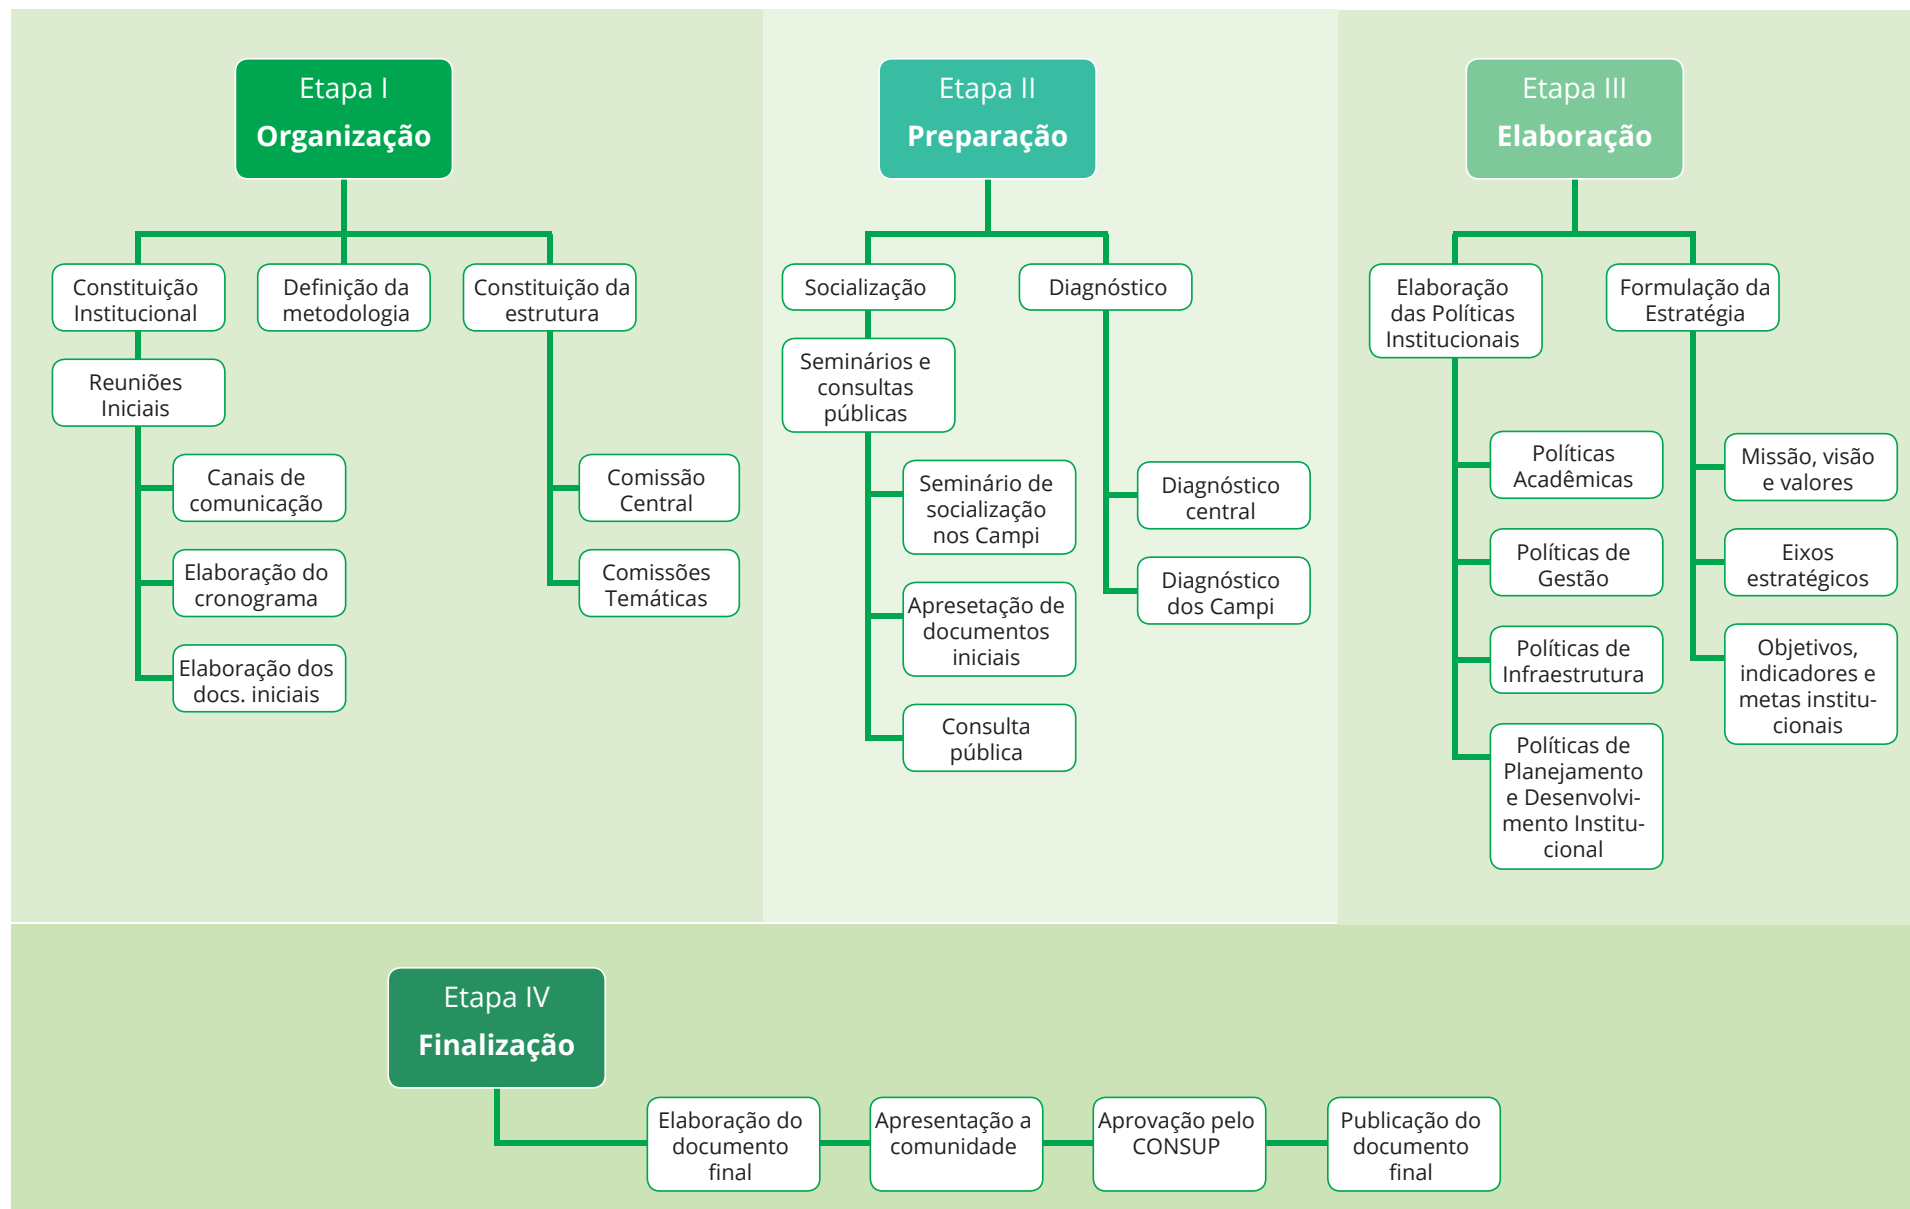 Etapa I
Organização
Constituição
Institucional
Definição da
metodologia
Constituição da
estrutura
Reuniões
Iniciais
Canais de
comunicação
Elaboração do
cronograma
Elaboração dos
docs. iniciais
Comissão
Central
Comissões
Temáticas
Etapa II
Preparação
Socialização
Diagnóstico
Seminários e
consultas
públicas
Seminário de
socialização
nos Campi
Apresetação de
documentos
iniciais
Consulta
pública
Diagnóstico
central
Diagnóstico
dos Campi
Etapa III
Elaboração
Elaboração
das Políticas
Institucionais
Formulação da
Estratégia
Políticas
Acadêmicas
Políticas de
Gestão
Políticas de
Infraestrutura
Políticas de
Planejamento
e Desenvolvi-
mento Institu-
cional
Missão, visão
e valores
Eixos
estratégicos
Objetivos,
indicadores e
metas institu-
cionais
Etapa IV
Finalização
Elaboração do
documento
final
Apresentação a
comunidade
Aprovação pelo
CONSUP
Publicação do
documento
final